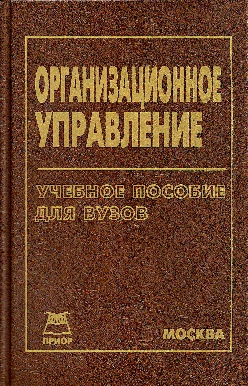 ОРГАНИЗАЦИОННОЕ
УПРАВЛЕНИЕ
УЧЕБНОЕ ПОСОБИЕ
ДЛЯ ВУЗОВ
ПРИОР
МОСКВА